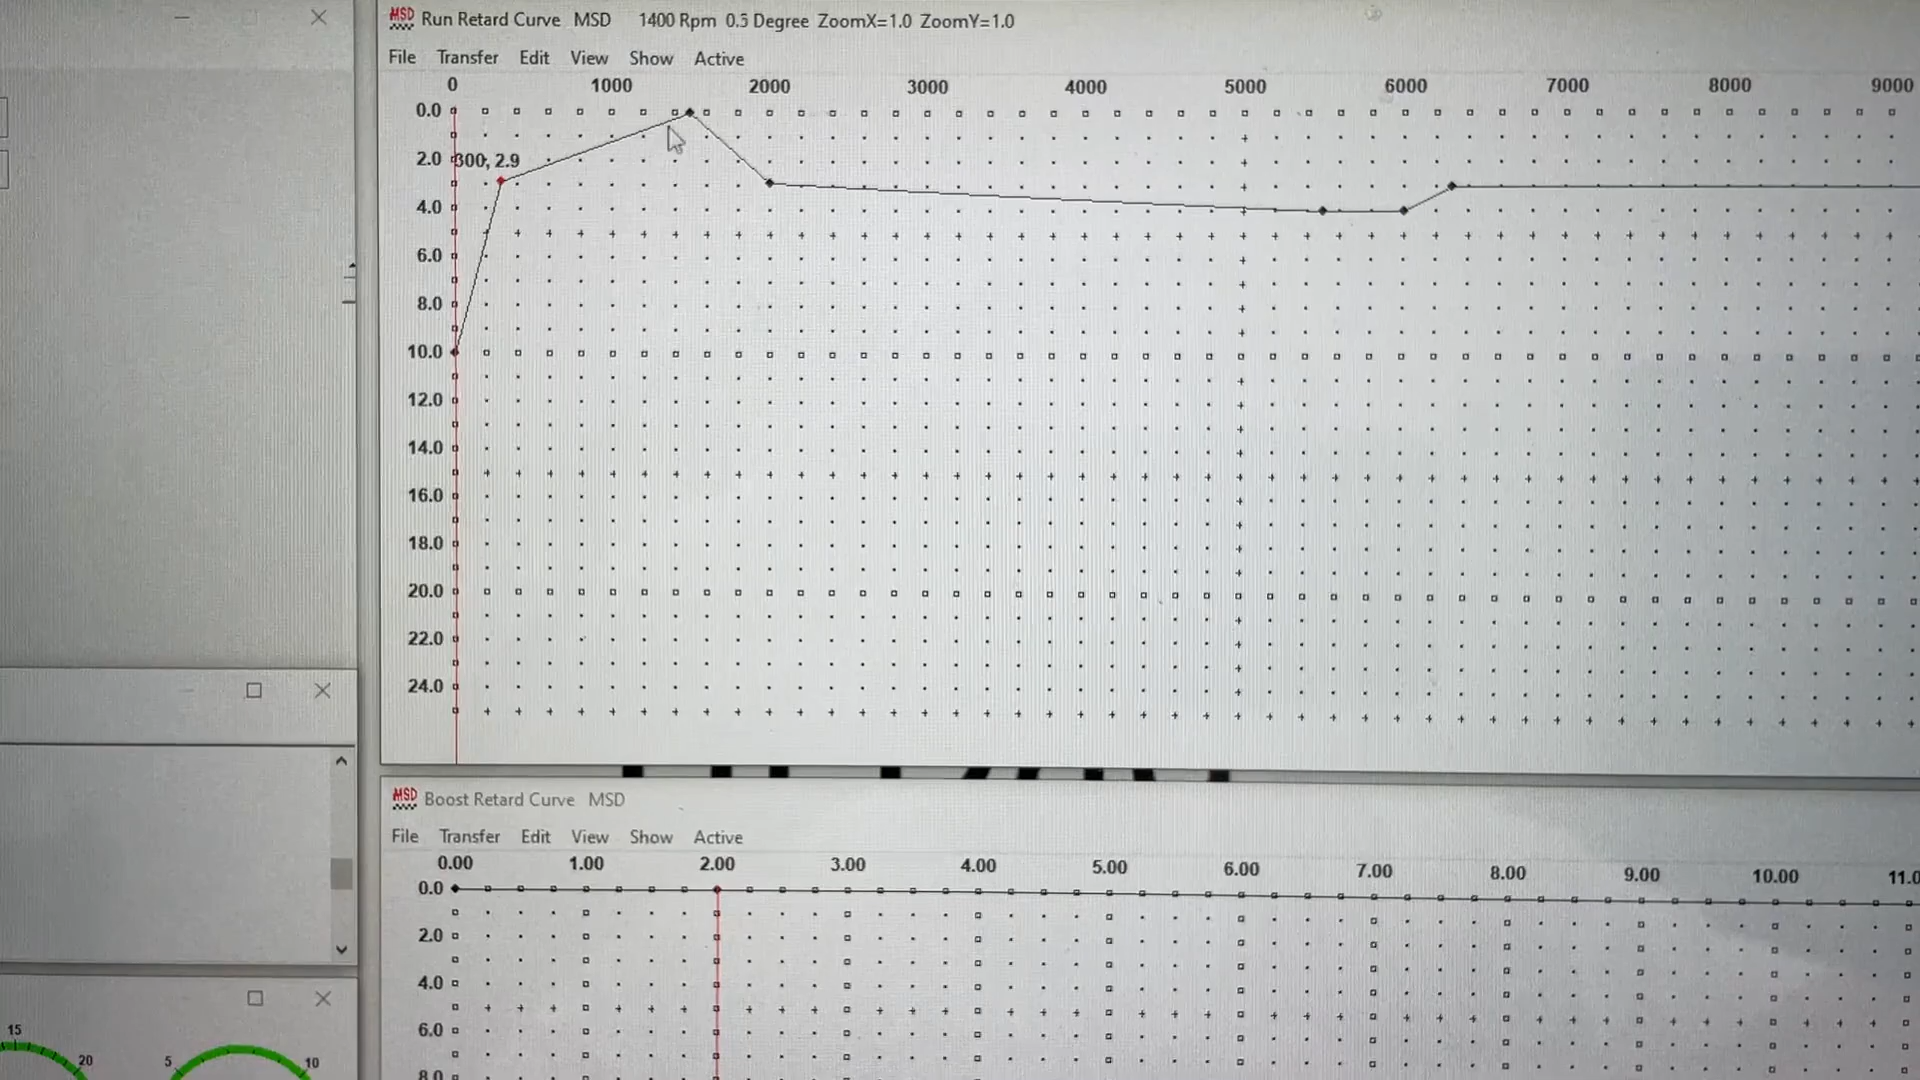 MSD Run Retard Curve MSD 1400 Rpm 0.5 Degree ZoomX=1.0 ZoomY=1.0
File Transfer Edit View Show Active
0 1000 2000 3000 4000 5000 6000 7000 8000 9000
0.0
2.0
300, 2.9
4.0
6.0
8.0
10.0
12.0
14.0
16.0
18.0
20.0
22.0
24.0
MSD Boost Retard Curve MSD
File Transfer Edit View Show Active
0.00 1.00 2.00 3.00 4.00 5.00 6.00 7.00 8.00 9.00 10.00 11.0
0.0
2.0
4.0
6.0
8.0
15 20 5 10